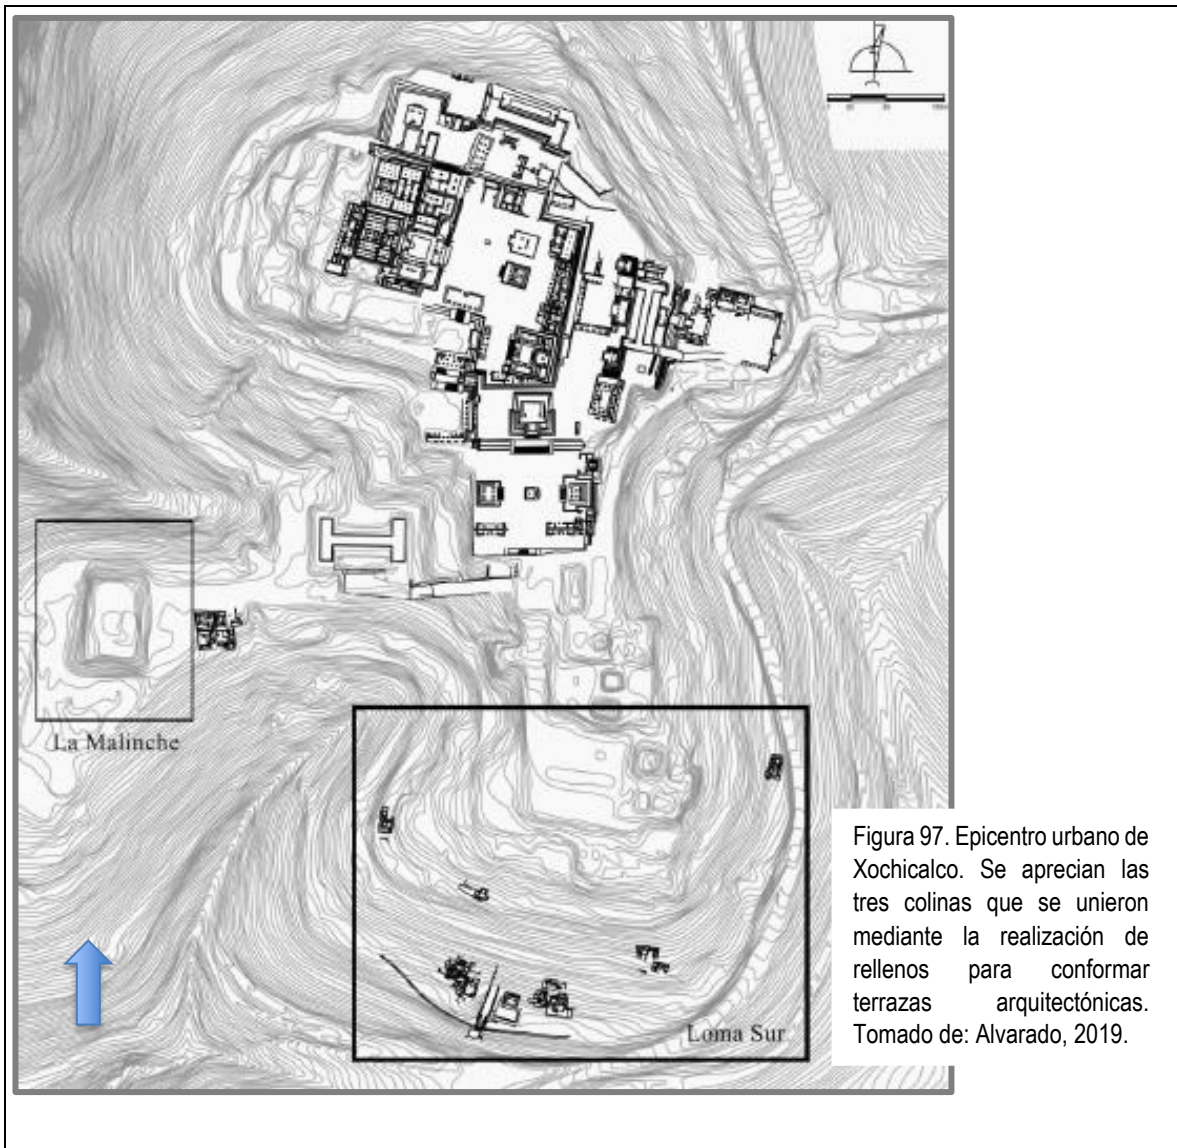 La Malinche
Loma Sur
Figura 97. Epicentro urbano de
Xochicalco. Se aprecian las
tres colinas que se unieron
mediante la realización de
rellenos para conformar
terrazas arquitectónicas.
Tomado de: Alvarado, 2019.